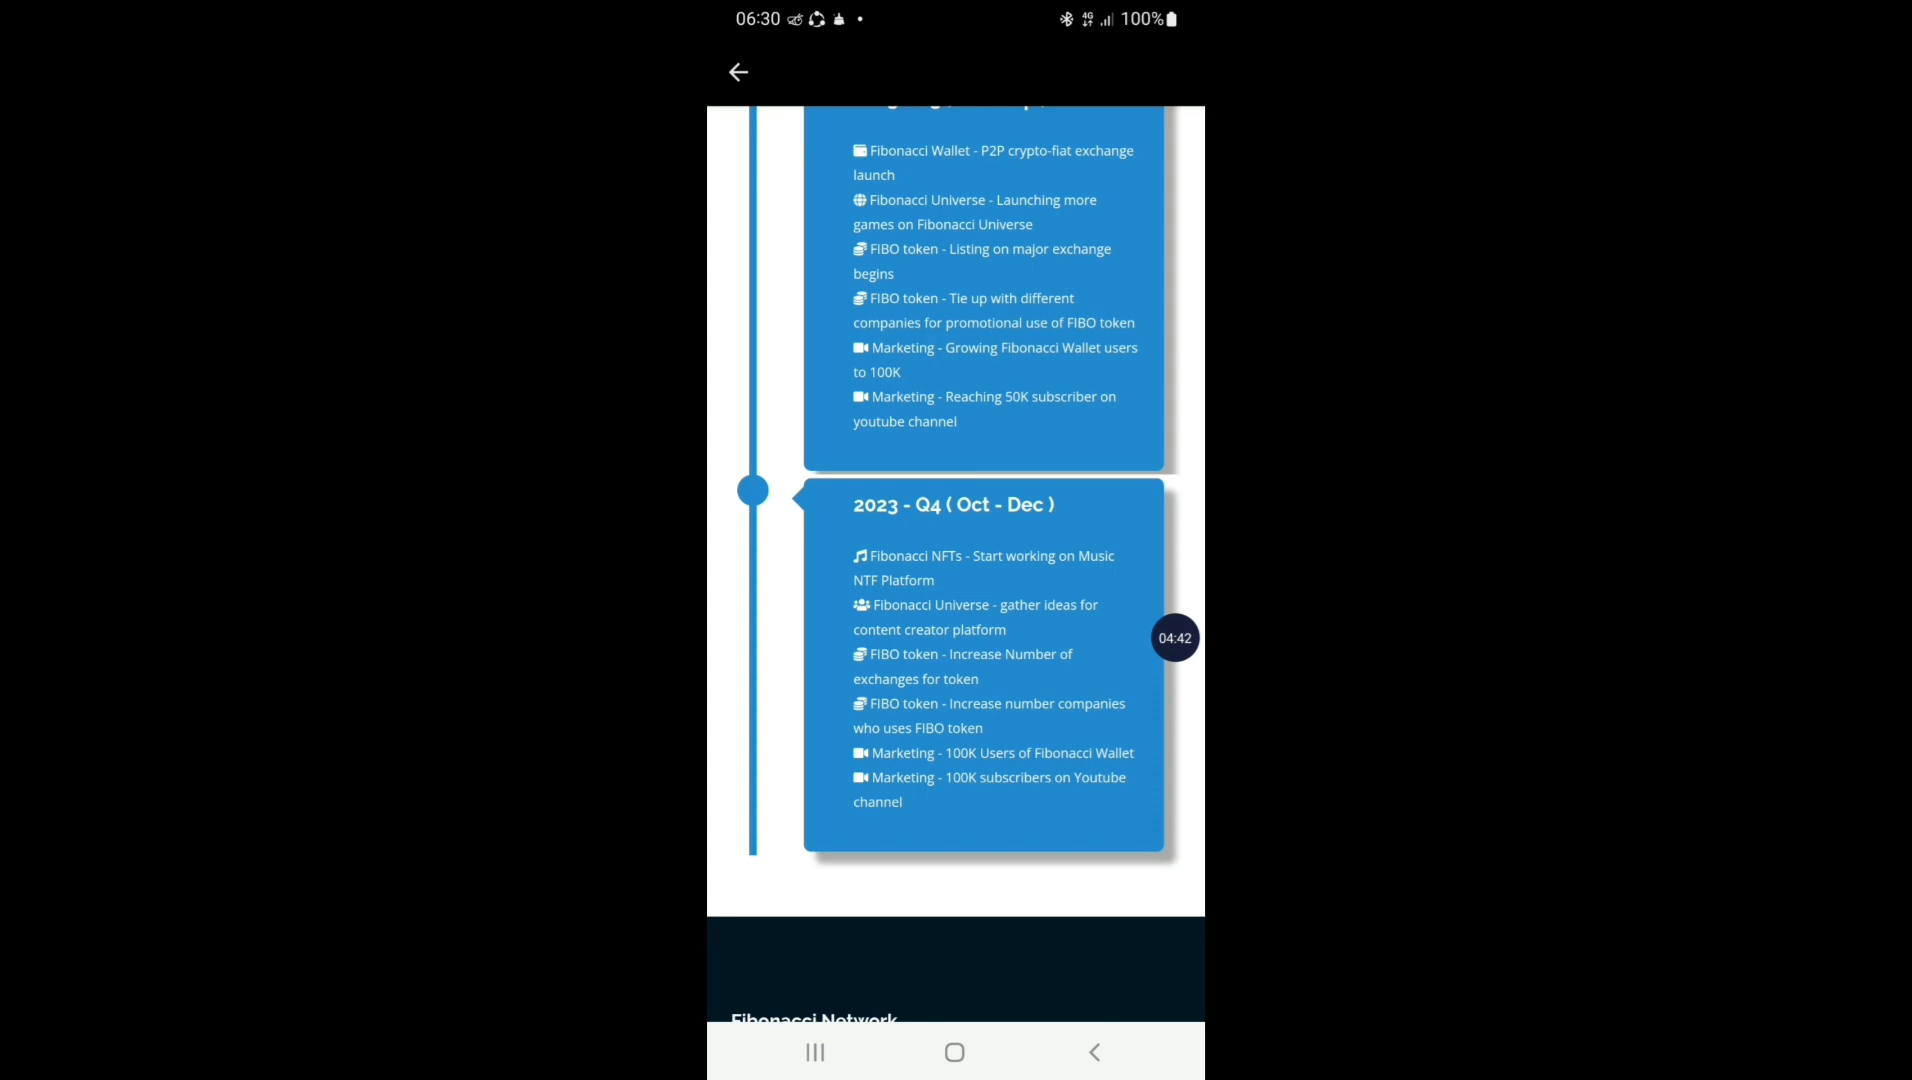 06:30
4G 100%
Fibonacci Wallet - P2P crypto-fiat exchange
launch
Fibonacci Universe - Launching more
games on Fibonacci Universe
FIBO token - Listing on major exchange
begins
FIBO token - Tie up with different
companies for promotional use of FIBO token
Marketing - Growing Fibonacci Wallet users
to 100K
Marketing - Reaching 50K subscriber on
youtube channel
2023 - Q4 ( Oct - Dec )
Fibonacci NFTs - Start working on Music
NTF Platform
Fibonacci Universe - gather ideas for
content creator platform
04:42
FIBO token - Increase Number of
exchanges for token
FIBO token - Increase number companies
who uses FIBO token
Marketing - 100K Users of Fibonacci Wallet
Marketing - 100K subscribers on Youtube
channel
Fibonacci Network